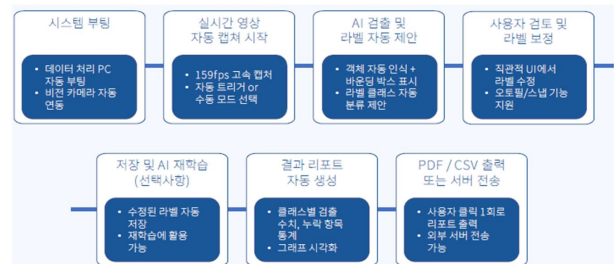 시스템 부팅
• 데이터 처리 PC
자동 부팅
• 비전 카메라 자동
연동
실시간 영상
자동 캡쳐 시작
• 159fps 고속 캡처
• 자동 트리거 or
수동 모드 선택
AI 검출 및
라벨 자동 제안
• 객체 자동 인식 +
바운딩 박스 표시
• 라벨 클래스 자동
분류 제안
사용자 검토 및
라벨 보정
• 직관적 UI에서
라벨 수정
• 오토필/스냅 기능
지원
저장 및 AI 재학습
(선택사항)
• 수정된 라벨 자동
저장
• 재학습에 활용
가능
결과 리포트
자동 생성
• 클래스별 검출
수치, 누락 항목
통계
• 그래프 시각화
PDF / CSV 출력
또는 서버 전송
• 사용자 클릭 1회로
리포트 출력
• 외부 서버 전송
가능